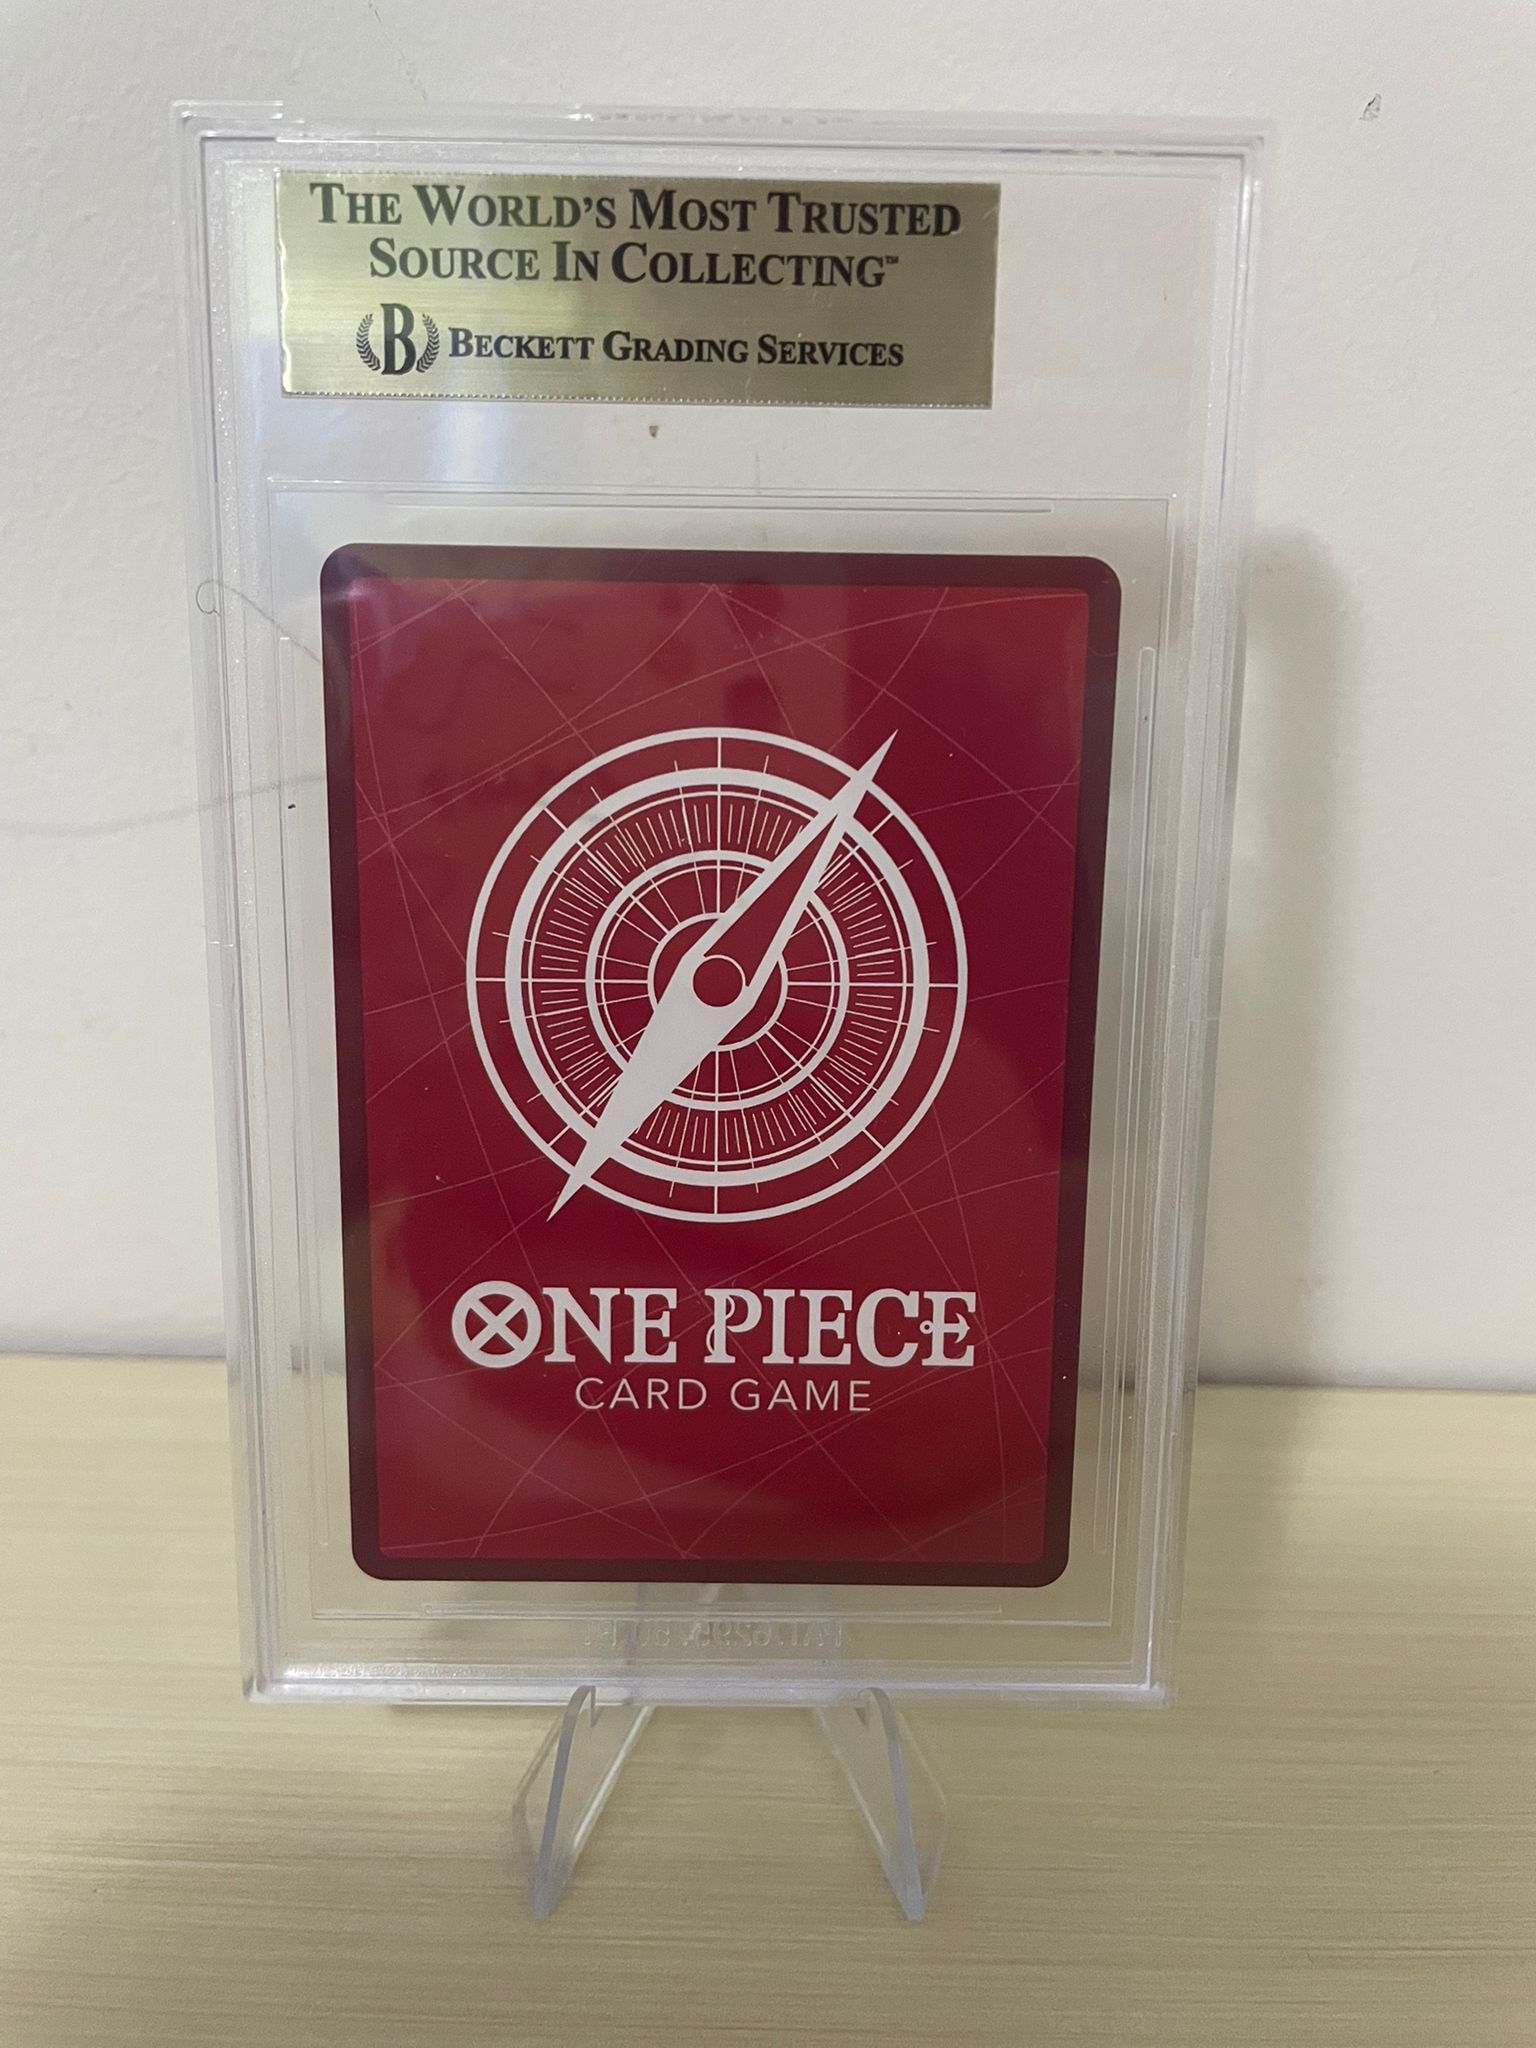 THE WORLD'S MOST TRUSTED
SOURCE IN COLLECTING™
B BECKETT GRADING SERVICES
ONE PIECE
CARD GAME